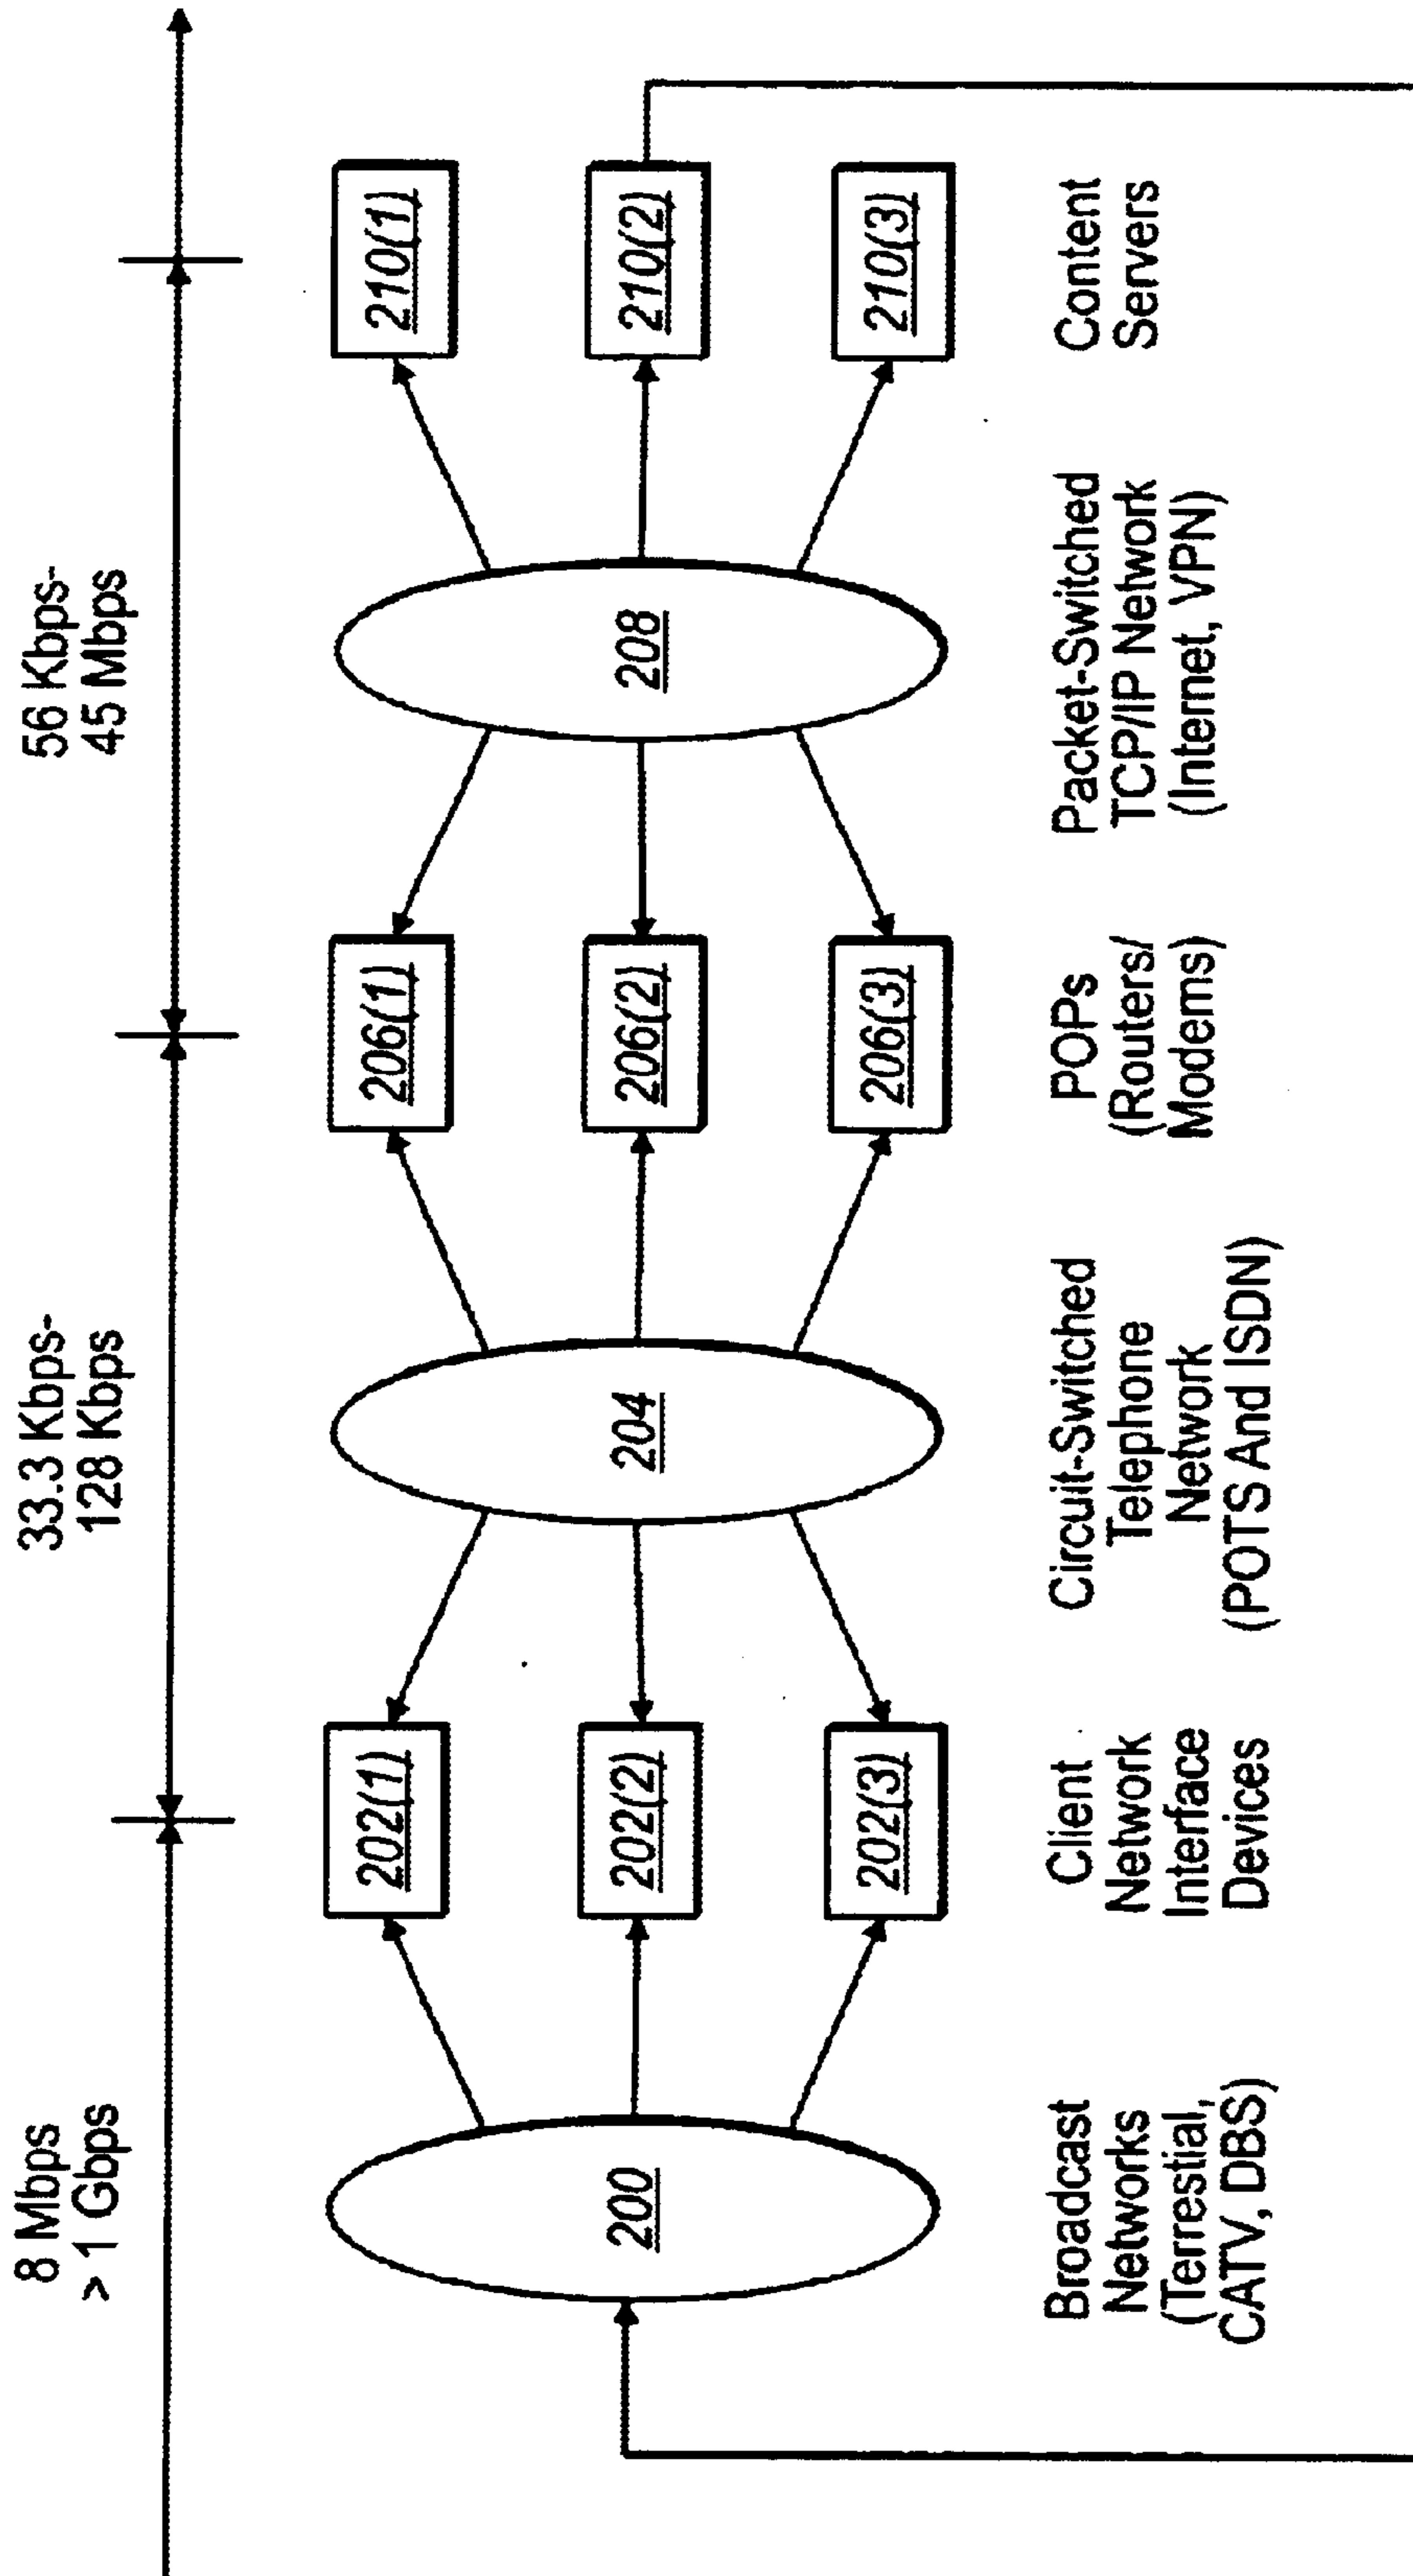 8 Mbps
> 1 Gbps
33.3 Kbps-
128 Kbps
56 Kbps-
45 Mbps
200
202(1)
202(2)
202(3)
204
206(1)
206(2)
206(3)
208
210(1)
210(2)
210(3)
Broadcast
Networks
(Terrestial,
CATV, DBS)
Client
Network
Interface
Devices
Circuit-Switched
Telephone
Network
(POTS And ISDN)
POPs
(Routers/
Modems)
Packet-Switched
TCP/IP Network
(Internet, VPN)
Content
Servers